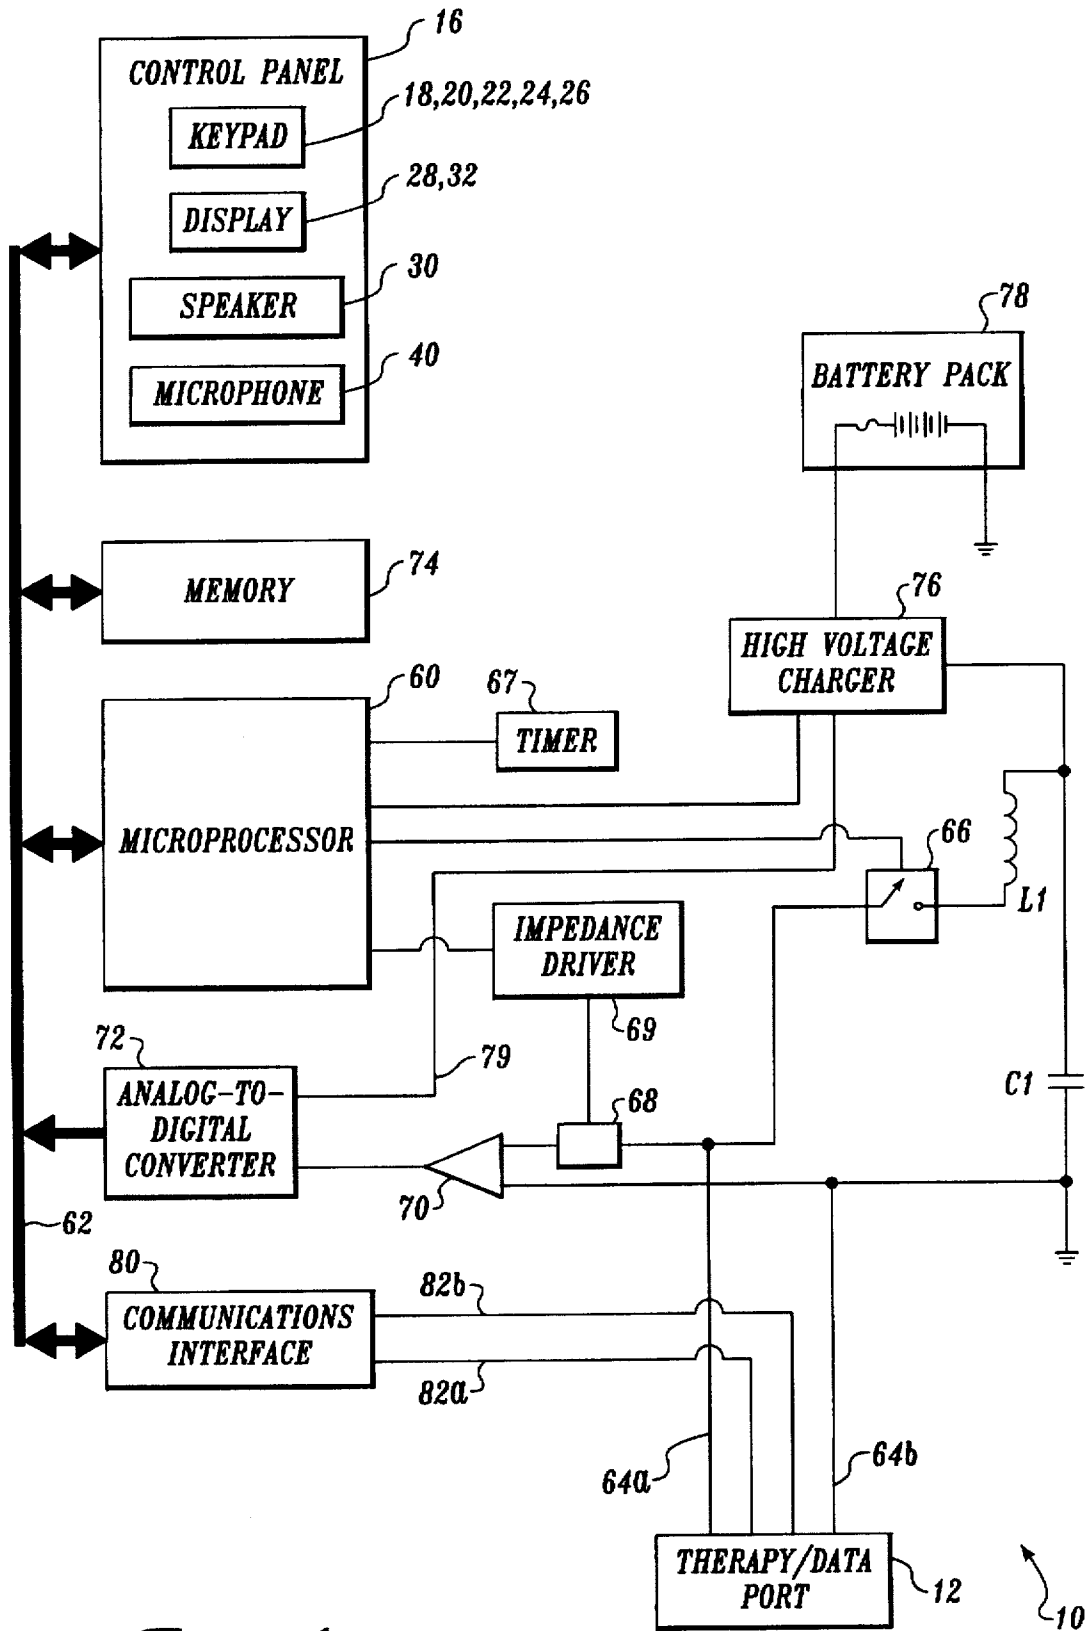 16
CONTROL PANEL
18,20,22,24,26
KEYPAD
28,32
DISPLAY
30
SPEAKER
40
MICROPHONE
78
BATTERY PACK
74
MEMORY
76
HIGH VOLTAGE
CHARGER
60
67
TIMER
MICROPROCESSOR
66
L1
IMPEDANCE
DRIVER
69
72
79
ANALOG-TO-
DIGITAL
CONVERTER
68
C1
70
62
80
COMMUNICATIONS
INTERFACE
82b
82a
64a
64b
THERAPY/DATA
PORT
12
10